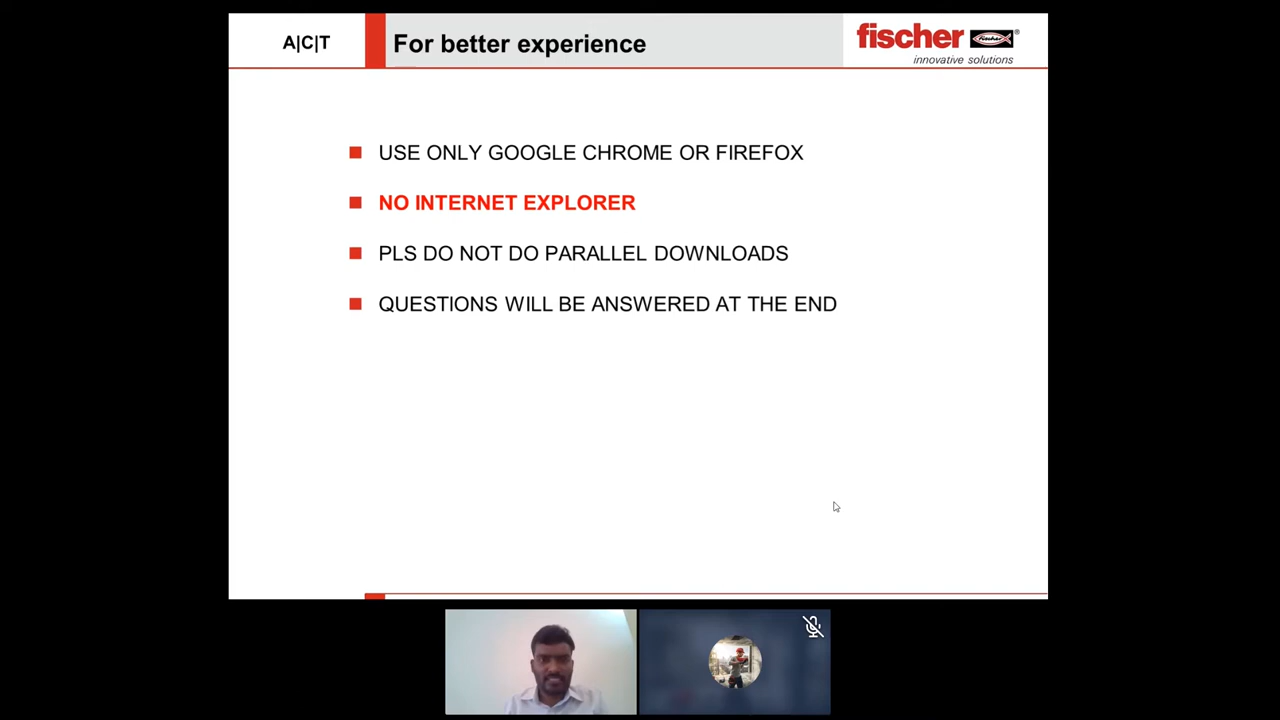 A|C|T
For better experience
fischer
fischer
®
innovative solutions
USE ONLY GOOGLE CHROME OR FIREFOX
NO INTERNET EXPLORER
PLS DO NOT DO PARALLEL DOWNLOADS
QUESTIONS WILL BE ANSWERED AT THE END